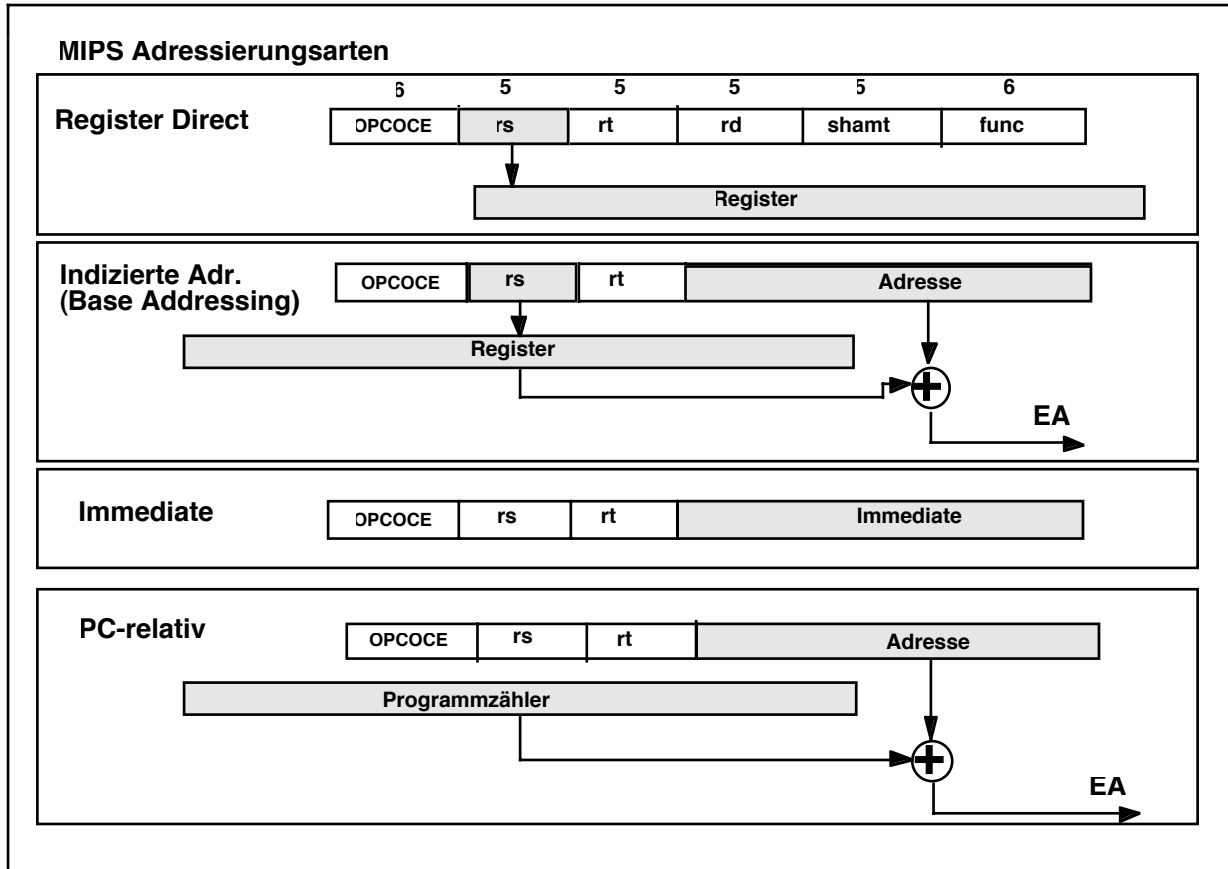 MIPS Adressierungsarten
6 5 5 5 5 6
Register Direct
OPCOCE rs rt rd shamt func
Register
Indizierte Adr.
(Base Addressing)
OPCOCE rs rt Adresse
Register
EA
Immediate
OPCOCE rs rt Immediate
PC-relativ
OPCOCE rs rt Adresse
Programmzähler
EA